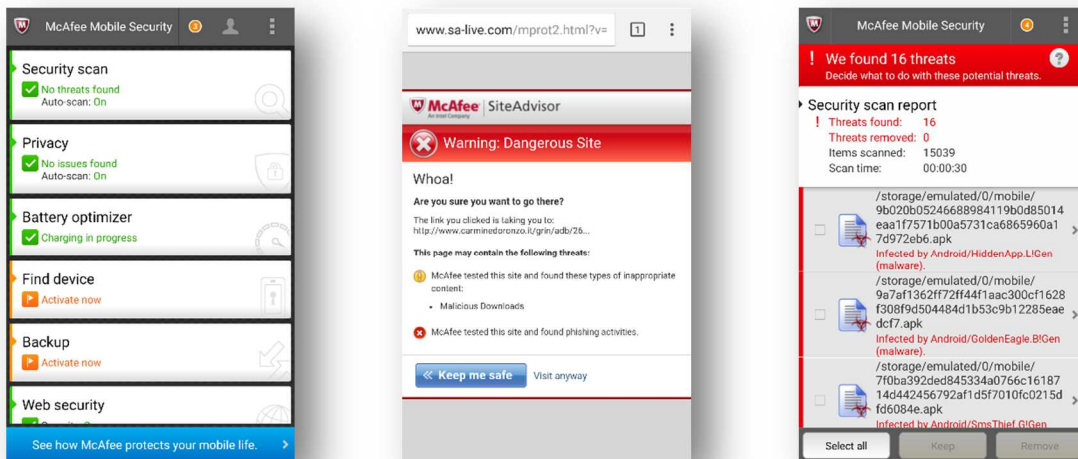 McAfee Mobile Security 3
Security scan
No threats found
Auto-scan: On
Privacy
No issues found
Auto-scan: On
Battery optimizer
Charging in progress
Find device
Activate now
Backup
Activate now
Web security
See how McAfee protects your mobile life.
www.sa-live.com/mprot2.html?v= 1
McAfee SiteAdvisor
An Intel Company
Warning: Dangerous Site
Whoa!
Are you sure you want to go there?
The link you clicked is taking you to:
http://www.carminedoronzo.it/grin/adb/26...
This page may contain the following threats:
McAfee tested this site and found these types of inappropriate
content:
• Malicious Downloads
McAfee tested this site and found phishing activities.
« Keep me safe Visit anyway
McAfee Mobile Security 4
! We found 16 threats ?
Decide what to do with these potential threats.
Security scan report
! Threats found: 16
Threats removed: 0
Items scanned: 15039
Scan time: 00:00:30
/storage/emulated/0/mobile/
9b020b05246688984119b0d85014
eaa1f7571b00a5731ca6865960a1
7d972eb6.apk
Infected by Android/HiddenApp.L!Gen
(malware).
/storage/emulated/0/mobile/
9a7af1362ff72ff44f1aac300cf1628
f308f9d504484d1b53c9b12285eae
dcf7.apk
Infected by Android/GoldenEagle.B!Gen
(malware).
/storage/emulated/0/mobile/
7f0ba392ded845334a0766c16187
14d442456792af1d5f7010fc0215d
fd6084e.apk
Infected by Android/SmsThief.G!Gen
Select all Keep Remove